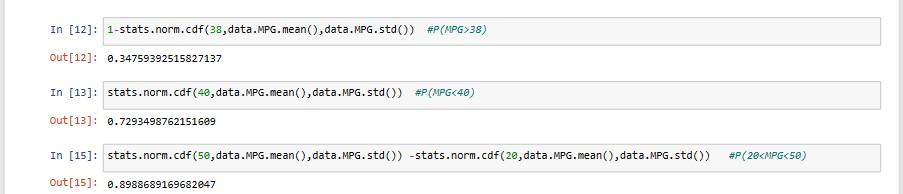 In [12]: 1-stats.norm.cdf(38,data.MPG.mean(),data.MPG.std())  #P(MPG>38)
Out[12]: 0.34759392515827137
In [13]: stats.norm.cdf(40,data.MPG.mean(),data.MPG.std())  #P(MPG<40)
Out[13]: 0.7293498762151609
In [15]: stats.norm.cdf(50,data.MPG.mean(),data.MPG.std()) -stats.norm.cdf(20,data.MPG.mean(),data.MPG.std())   #P(20<MPG<50)
Out[15]: 0.8988689169682047